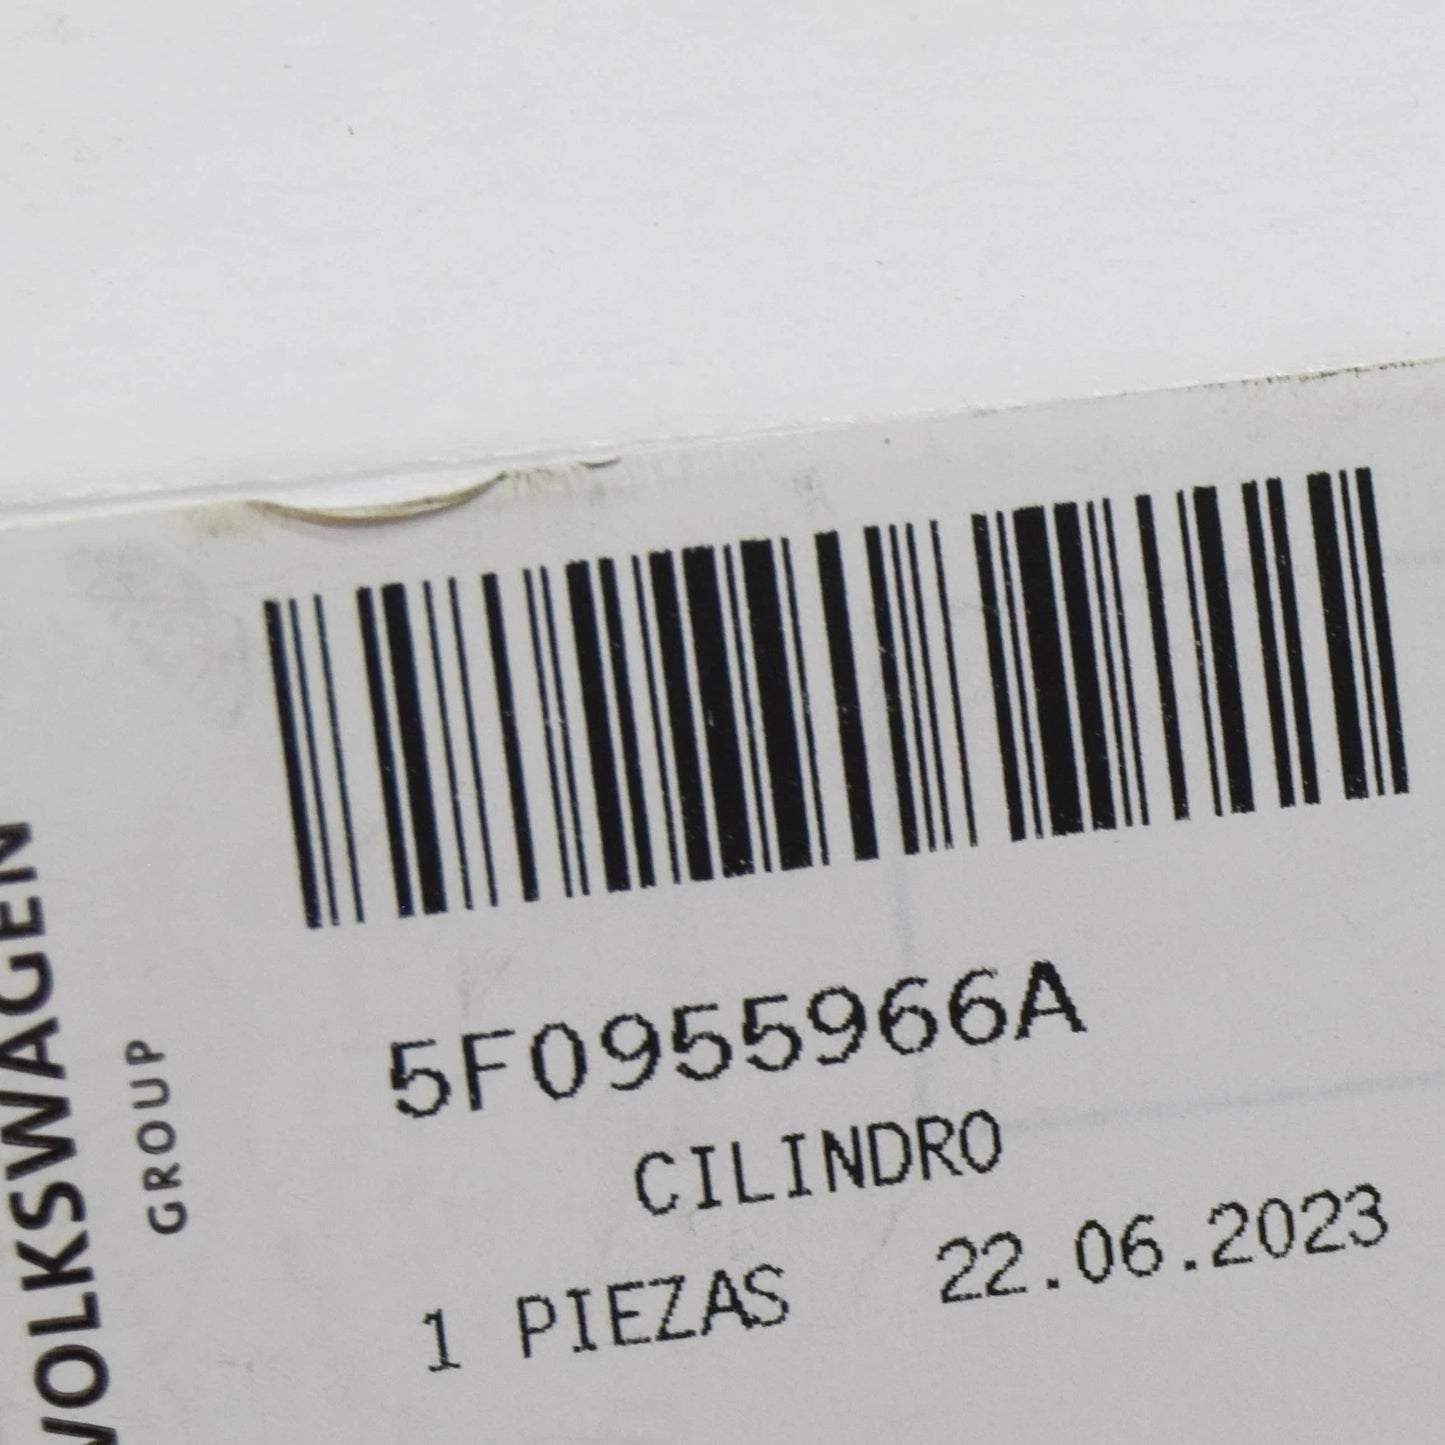 VOLKSWAGEN
GROUP
5F0955966A
CILINDRO
1 PIEZAS 22.06.2023